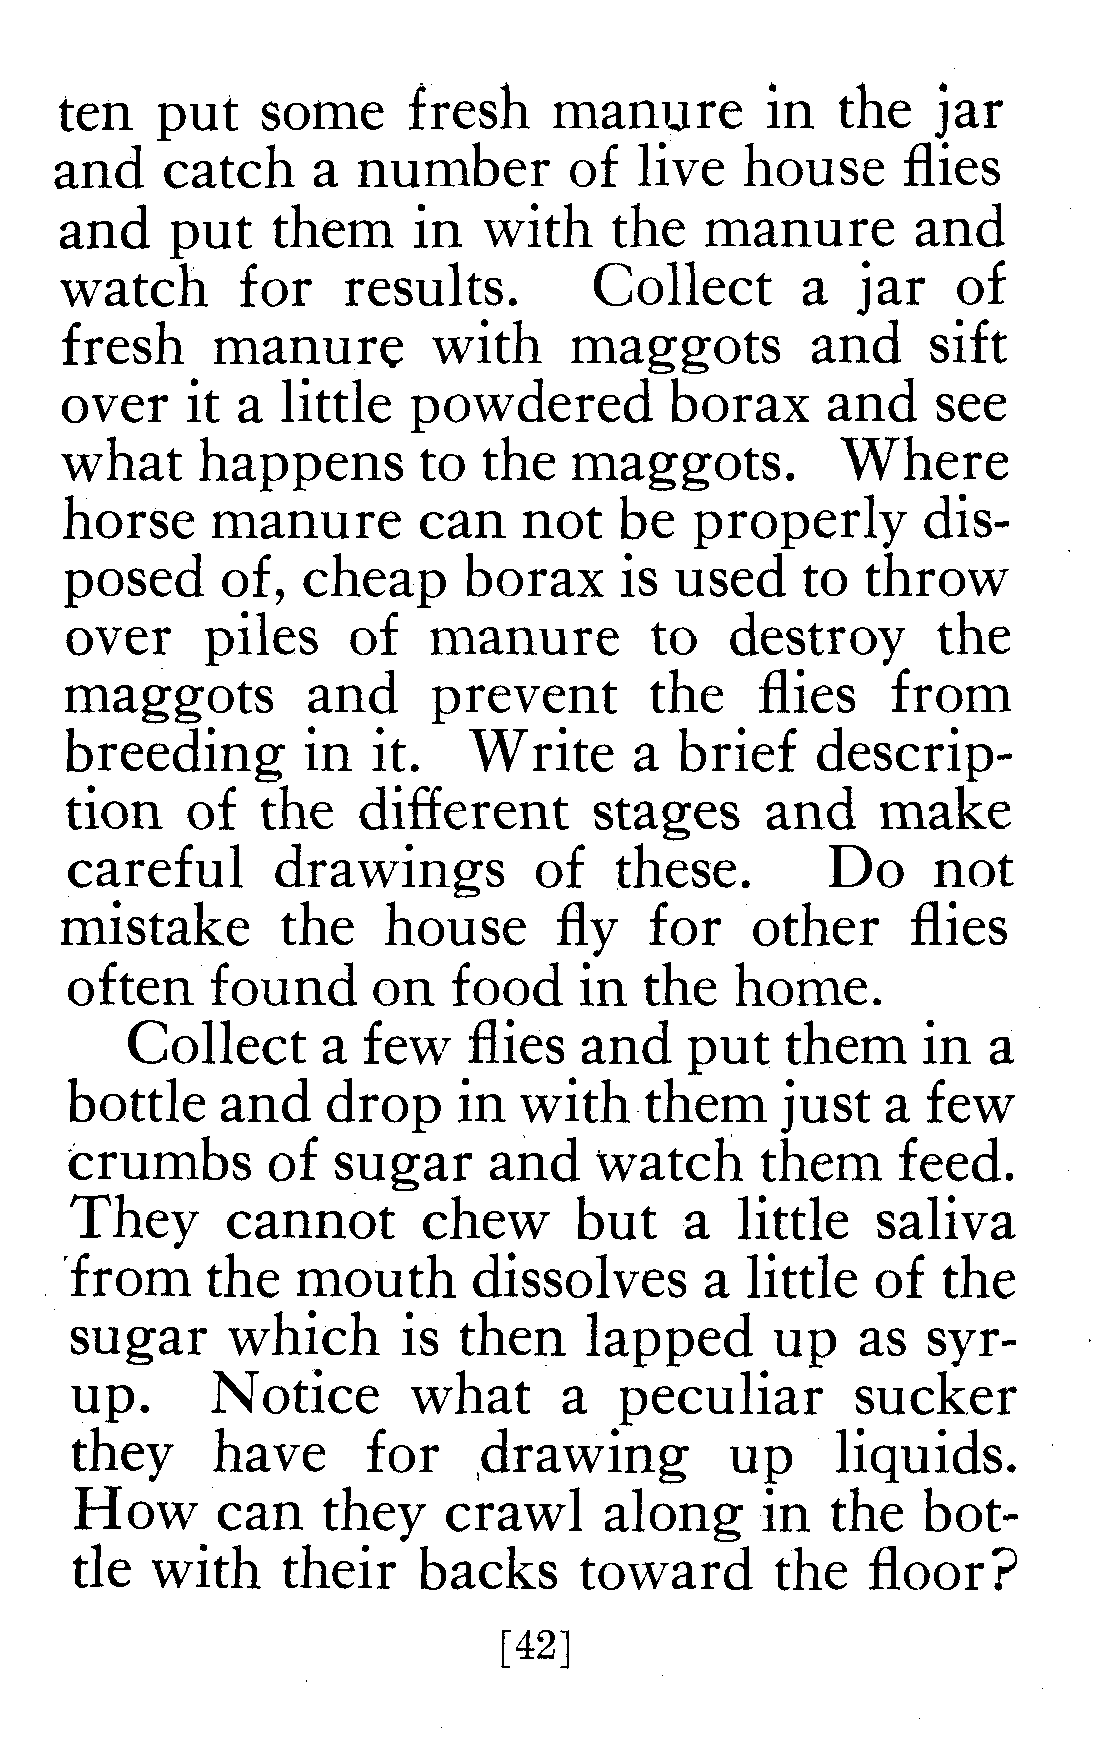 ten put some fresh manure in the jar
and catch a number of live house flies
and put them in with the manure and
watch for results. Collect a jar of
fresh manure with maggots and sift
over it a little powdered borax and see
what happens to the maggots. Where
horse manure can not be properly dis-
posed of, cheap borax is used to throw
over piles of manure to destroy the
maggots and prevent the flies from
breeding in it. Write a brief descrip-
tion of the different stages and make
careful drawings of these. Do not
mistake the house fly for other flies
often found on food in the home.
Collect a few flies and put them in a
bottle and drop in with them just a few
crumbs of sugar and watch them feed.
They cannot chew but a little saliva
from the mouth dissolves a little of the
sugar which is then lapped up as syr-
up. Notice what a peculiar sucker
they have for drawing up liquids.
How can they crawl along in the bot-
tle with their backs toward the floor?
[42]